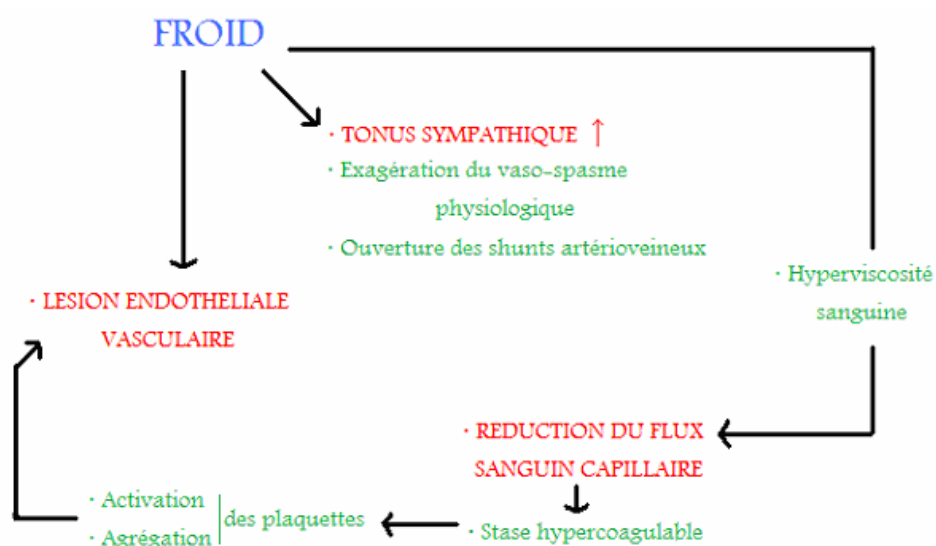 FROID
· TONUS SYMPATHIQUE ↑
· Exagération du vaso-spasme
physiologique
· Ouverture des shunts artérioveineux
· Hyperviscosité
sanguine
· LESION ENDOTHELIALE
VASCULAIRE
· REDUCTION DU FLUX
SANGUIN CAPILLAIRE
· Stase hypercoagulable
· Activation
· Agrégation
des plaquettes